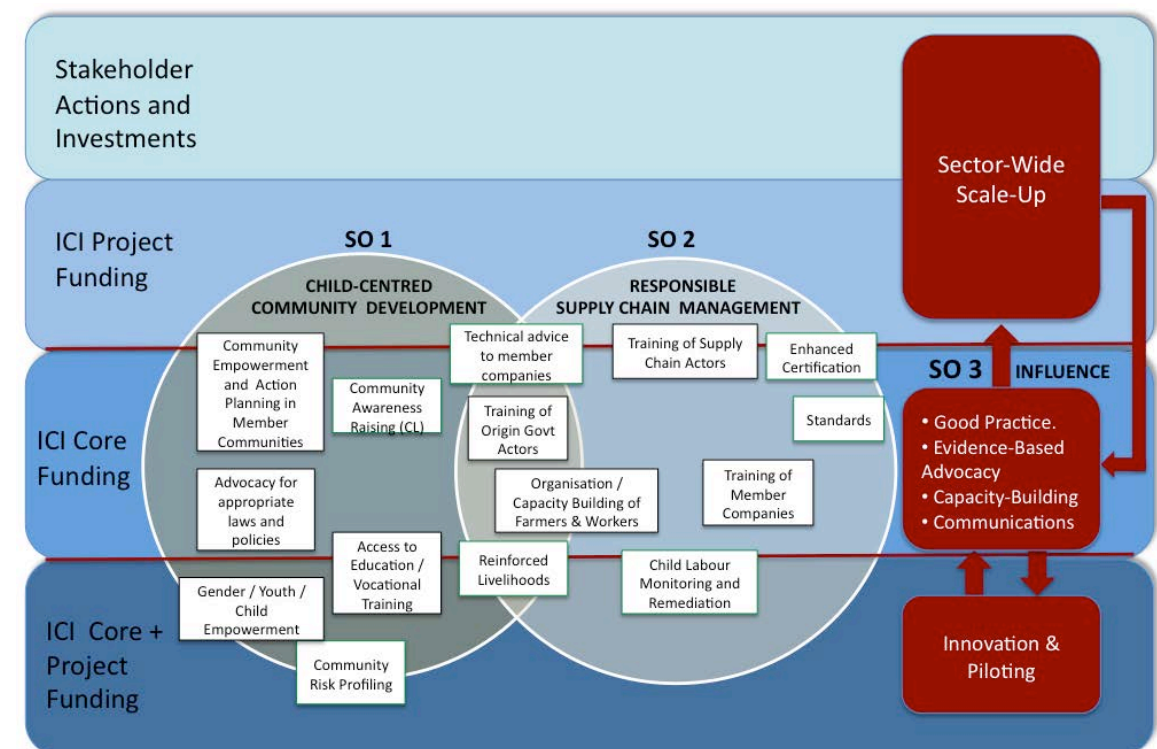 Stakeholder
Actions and
Investments
Sector-Wide
Scale-Up
ICI Project
Funding
SO 1
SO 2
CHILD-CENTRED
COMMUNITY DEVELOPMENT
RESPONSIBLE
SUPPLY CHAIN MANAGEMENT
Community
Empowerment
and Action
Planning in
Member
Communities
Community
Awareness
Raising (CL)
Technical advice
to member
companies
Training of Supply
Chain Actors
Enhanced
Certification
SO 3 INFLUENCE
Training of
Origin Govt
Actors
Standards
ICI Core
Funding
• Good Practice.
• Evidence-Based
Advocacy
• Capacity-Building
• Communications
Advocacy for
appropriate
laws and
policies
Organisation /
Capacity Building of
Farmers & Workers
Training of
Member
Companies
Access to
Education /
Vocational
Training
Reinforced
Livelihoods
Child Labour
Monitoring and
Remediation
Gender / Youth /
Child
Empowerment
ICI Core +
Project
Funding
Community
Risk Profiling
Innovation &
Piloting